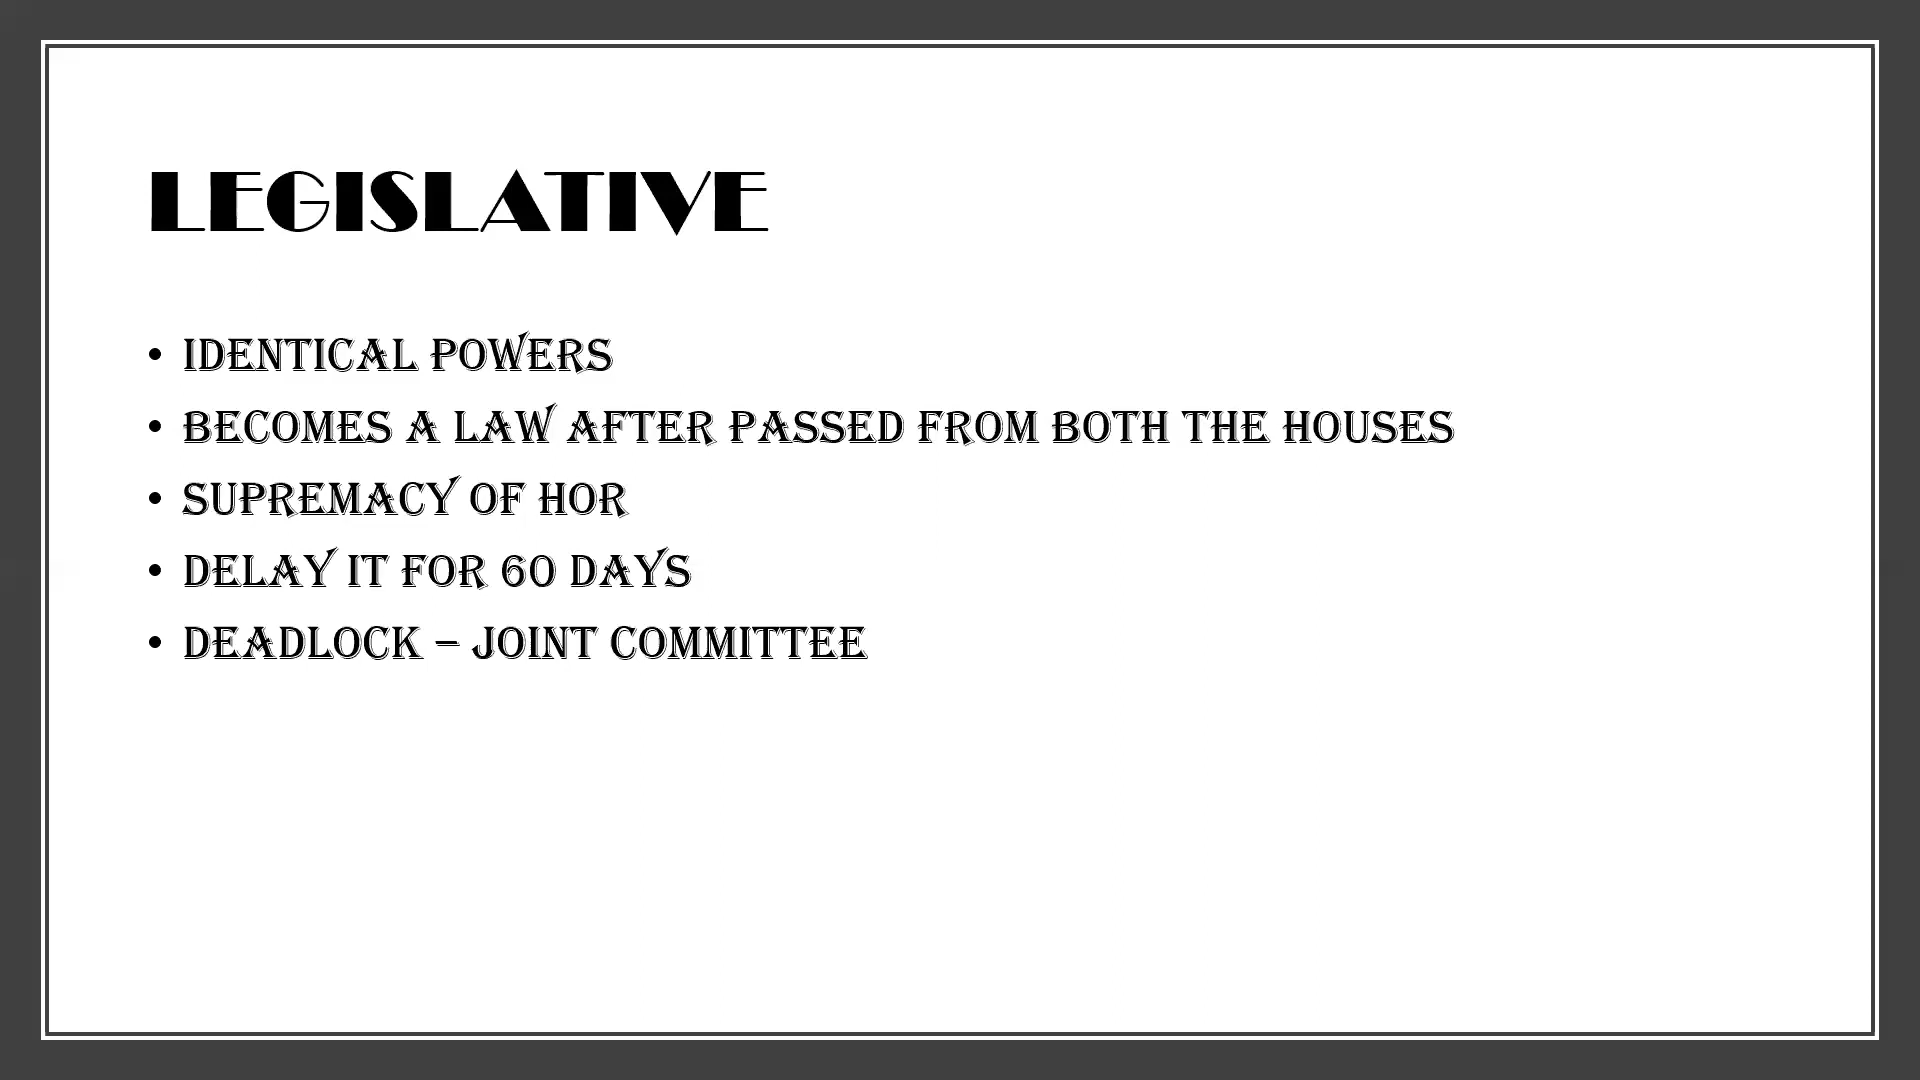 LEGISLATIVE
• IDENTICAL POWERS
• BECOMES A LAW AFTER PASSED FROM BOTH THE HOUSES
• SUPREMACY OF HOR
• DELAY IT FOR 60 DAYS
• DEADLOCK – JOINT COMMITTEE